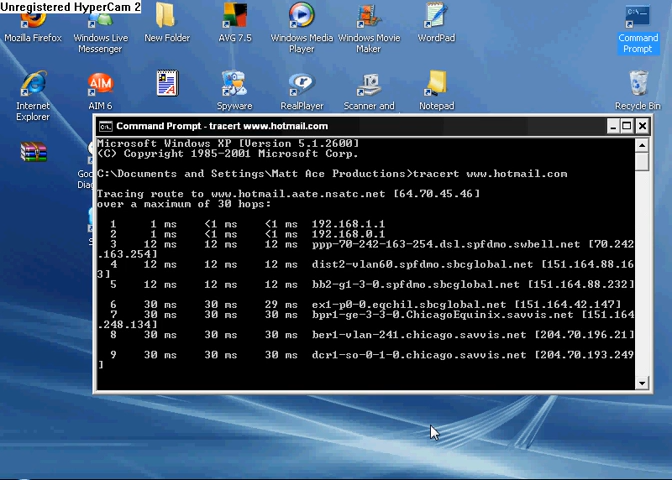 Unregistered HyperCam 2
Mozilla Firefox
Windows Live Messenger
New Folder
AVG 7.5
Windows Media Player
Windows Movie Maker
WordPad
Command Prompt
Internet Explorer
AIM 6
Spyware
RealPlayer
Scanner and
Notepad
Recycle Bin
Command Prompt - tracert www.hotmail.com
Microsoft Windows XP [Version 5.1.2600]
(C) Copyright 1985-2001 Microsoft Corp.
C:\Documents and Settings\Matt Ace Productions>tracert www.hotmail.com
Tracing route to www.hotmail.aate.nsatc.net [64.70.45.46]
over a maximum of 30 hops:
1 1 ms <1 ms <1 ms 192.168.1.1
2 1 ms <1 ms <1 ms 192.168.0.1
3 12 ms 12 ms 12 ms ppp-70-242-163-254.dsl.spfdmo.swbell.net [70.242
.163.254]
4 12 ms 12 ms 12 ms dist2-vlan60.spfdmo.sbcglobal.net [151.164.88.16
3]
5 12 ms 12 ms 12 ms bb2-g1-3-0.spfdmo.sbcglobal.net [151.164.88.232]
6 30 ms 30 ms 29 ms ex1-p0-0.eqchil.sbcglobal.net [151.164.42.147]
7 30 ms 30 ms 30 ms bpr1-ge-3-3-0.ChicagoEquinix.savvis.net [151.164
.248.134]
8 30 ms 30 ms 30 ms ber1-vlan-241.chicago.savvis.net [204.70.196.21]
9 30 ms 30 ms 30 ms dcr1-so-0-1-0.chicago.savvis.net [204.70.193.249
]